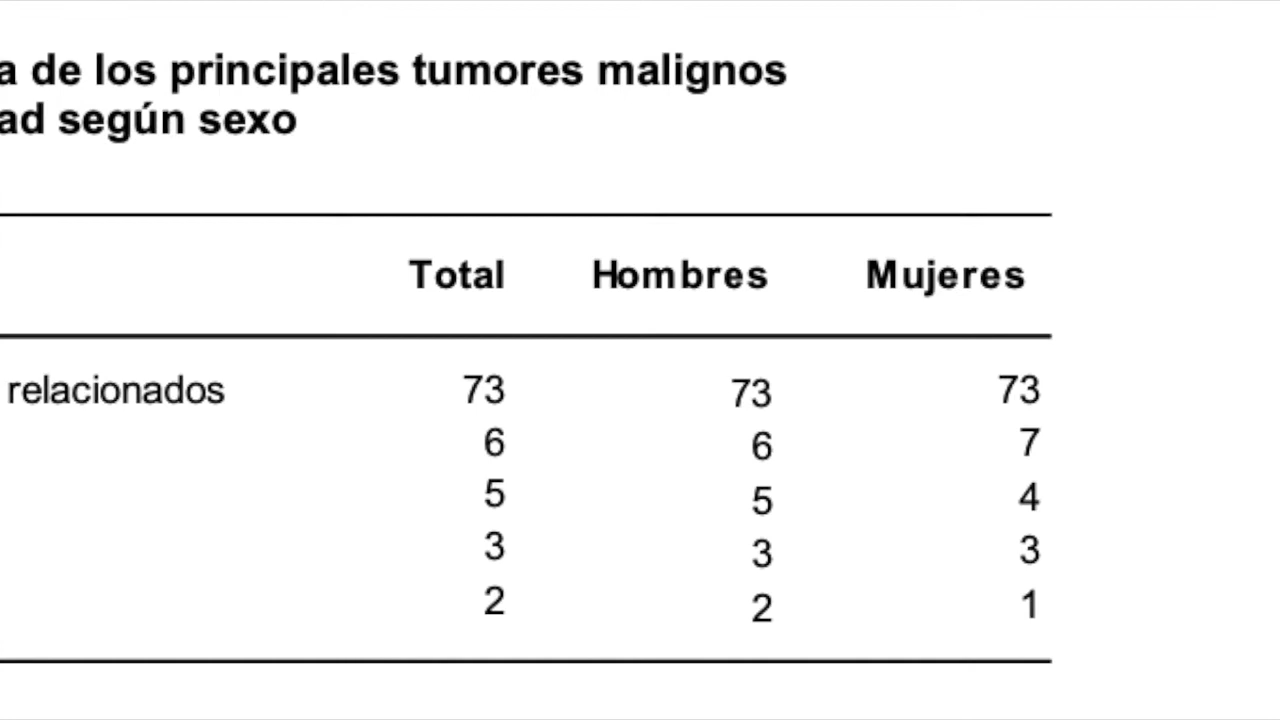 a de los principales tumores malignos
ad según sexo
Total Hombres Mujeres
relacionados 73 73 73
6 6 7
5 5 4
3 3 3
2 2 1